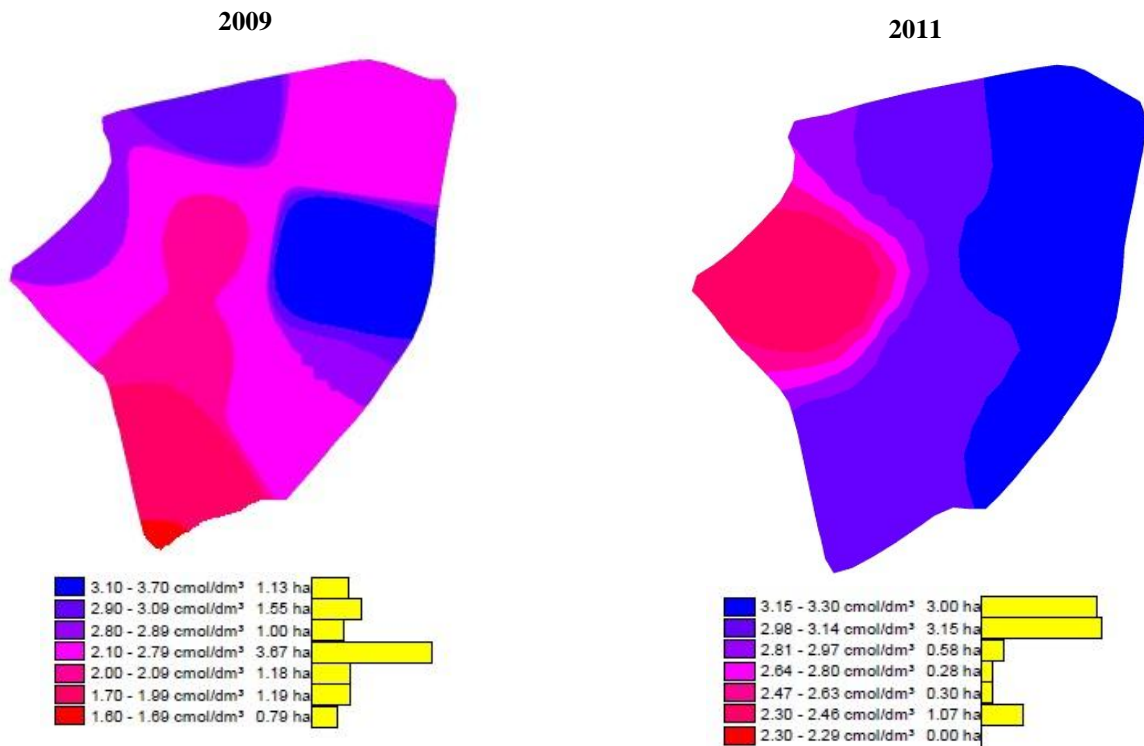 2009
2011
3.10 - 3.70 cmol/dm³ 1.13 ha
2.90 - 3.09 cmol/dm³ 1.55 ha
2.80 - 2.89 cmol/dm³ 1.00 ha
2.10 - 2.79 cmol/dm³ 3.67 ha
2.00 - 2.09 cmol/dm³ 1.18 ha
1.70 - 1.99 cmol/dm³ 1.19 ha
1.60 - 1.69 cmol/dm³ 0.79 ha
3.15 - 3.30 cmol/dm³ 3.00 ha
2.98 - 3.14 cmol/dm³ 3.15 ha
2.81 - 2.97 cmol/dm³ 0.58 ha
2.64 - 2.80 cmol/dm³ 0.28 ha
2.47 - 2.63 cmol/dm³ 0.30 ha
2.30 - 2.46 cmol/dm³ 1.07 ha
2.30 - 2.29 cmol/dm³ 0.00 ha